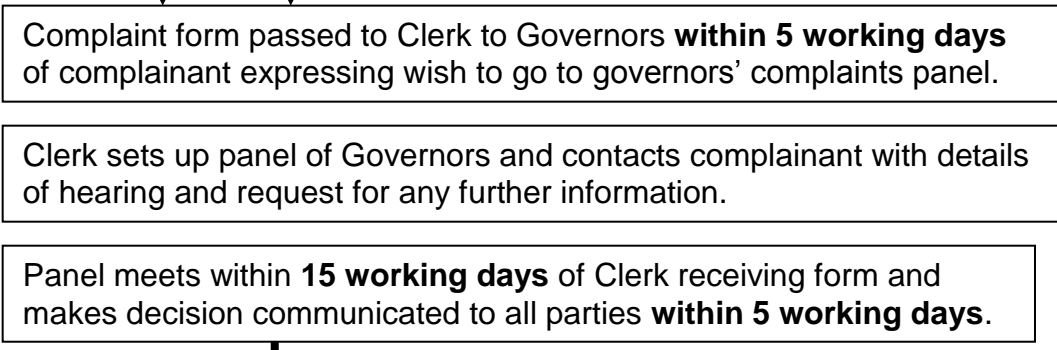 Complaint form passed to Clerk to Governors within 5 working days
of complainant expressing wish to go to governors’ complaints panel.
Clerk sets up panel of Governors and contacts complainant with details
of hearing and request for any further information.
Panel meets within 15 working days of Clerk receiving form and
makes decision communicated to all parties within 5 working days.